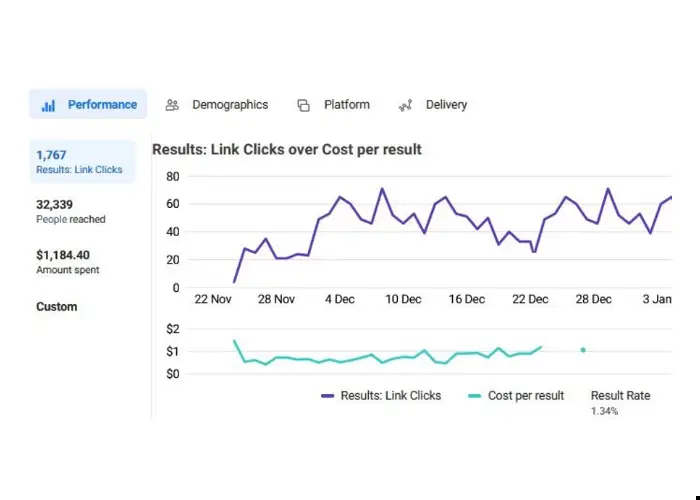 Performance Demographics Platform Delivery
1,767
Results: Link Clicks
32,339
People reached
$1,184.40
Amount spent
Custom
Results: Link Clicks over Cost per result
80
60
40
20
0
22 Nov 28 Nov 4 Dec 10 Dec 16 Dec 22 Dec 28 Dec 3 Jan
$2
$1
$0
Results: Link Clicks Cost per result Result Rate
1.34%